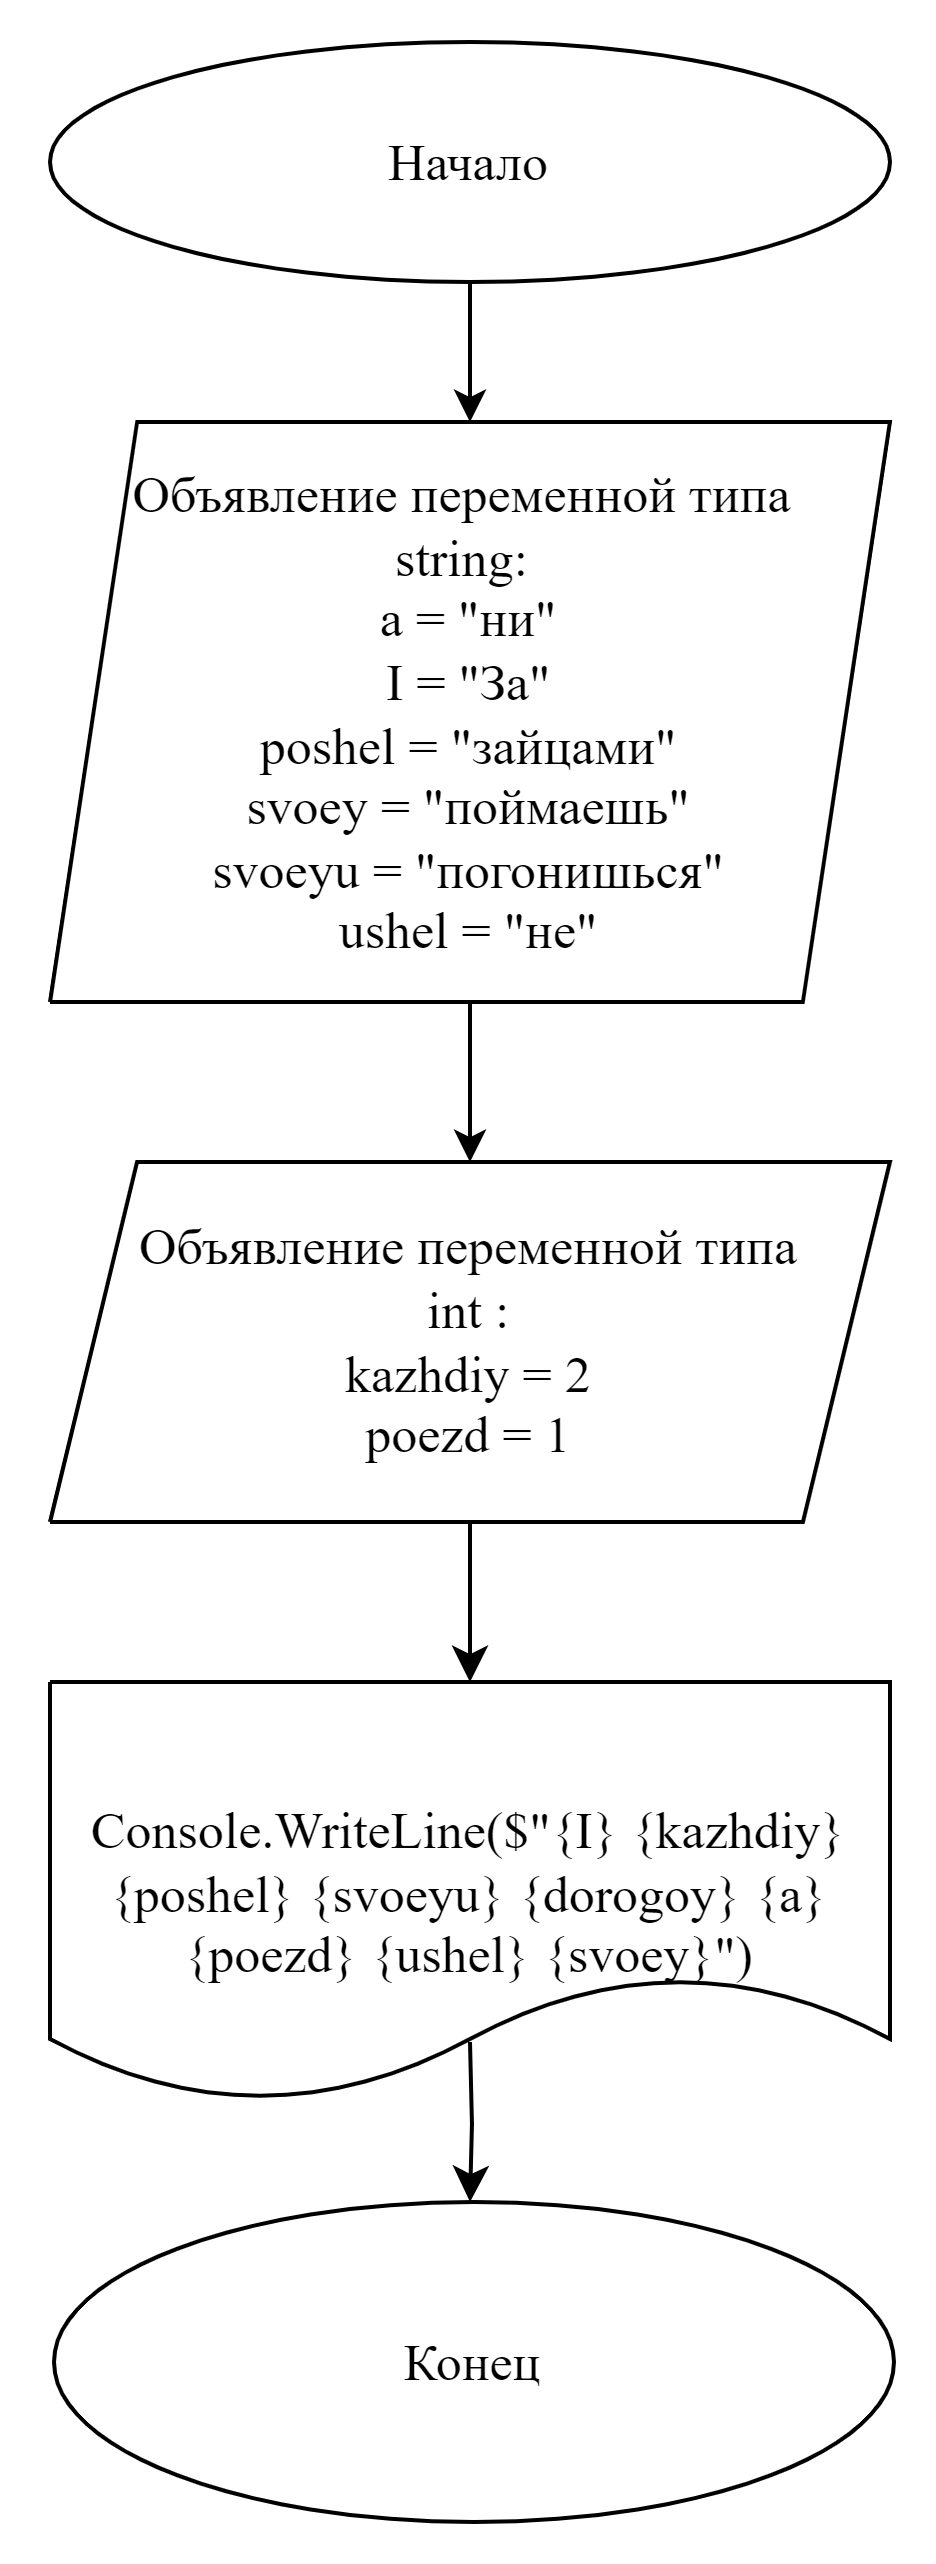 Начало
Объявление переменной типа
string:
a = "ни"
I = "За"
poshel = "зайцами"
svoey = "поймаешь"
svoeyu = "погонишься"
ushel = "не"
Объявление переменной типа
int :
kazhdiy = 2
poezd = 1
Console.WriteLine($"{I} {kazhdiy}
{poshel} {svoeyu} {dorogoy} {a}
{poezd} {ushel} {svoey}")
Конец